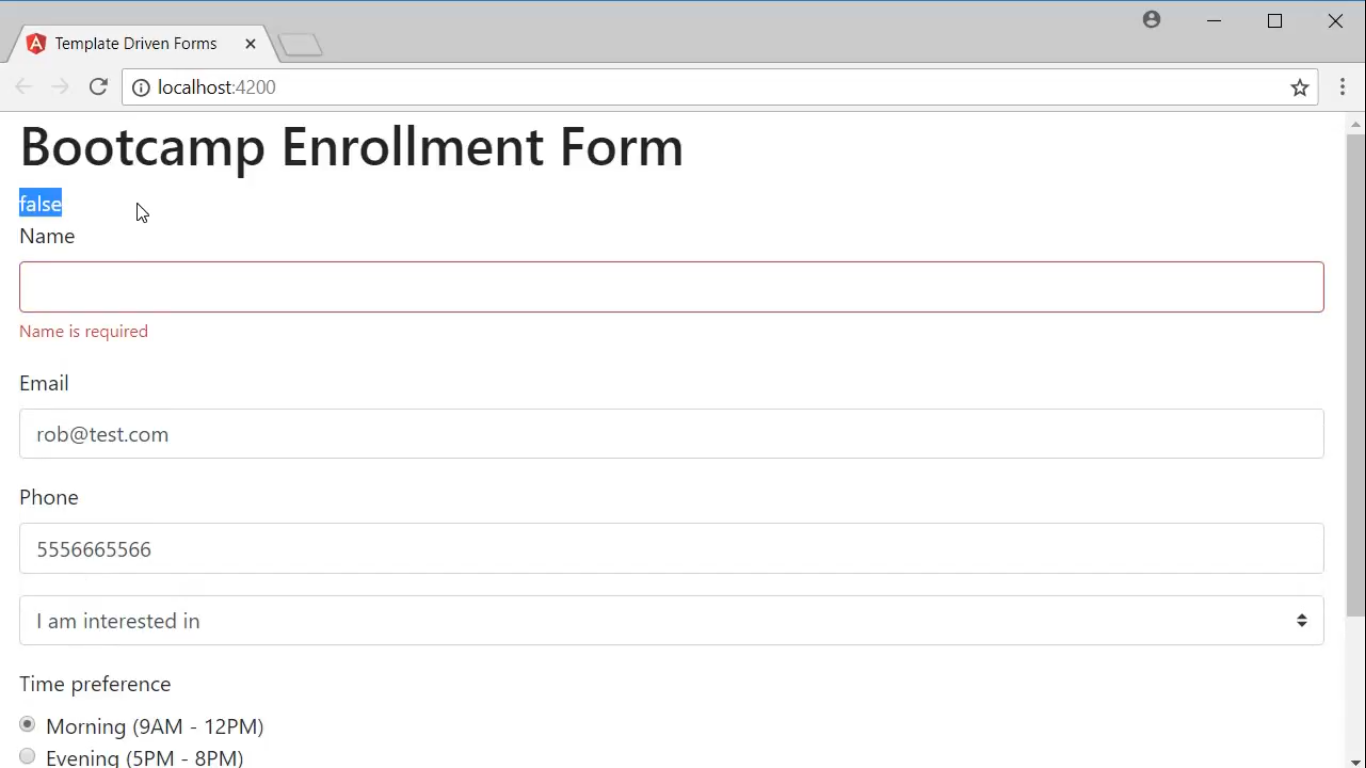 Template Driven Forms
localhost:4200
Bootcamp Enrollment Form
false
Name
Name is required
Email
rob@test.com
Phone
5556665566
I am interested in
Time preference
Morning (9AM - 12PM)
Evening (5PM - 8PM)